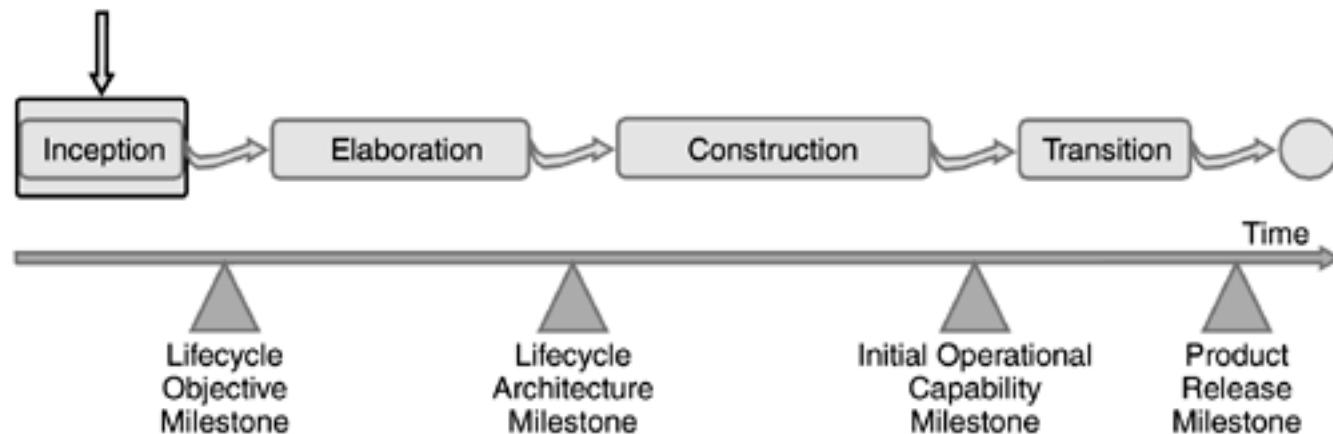 Inception
Elaboration
Construction
Transition
Time
Lifecycle
Objective
Milestone
Lifecycle
Architecture
Milestone
Initial Operational
Capability
Milestone
Product
Release
Milestone